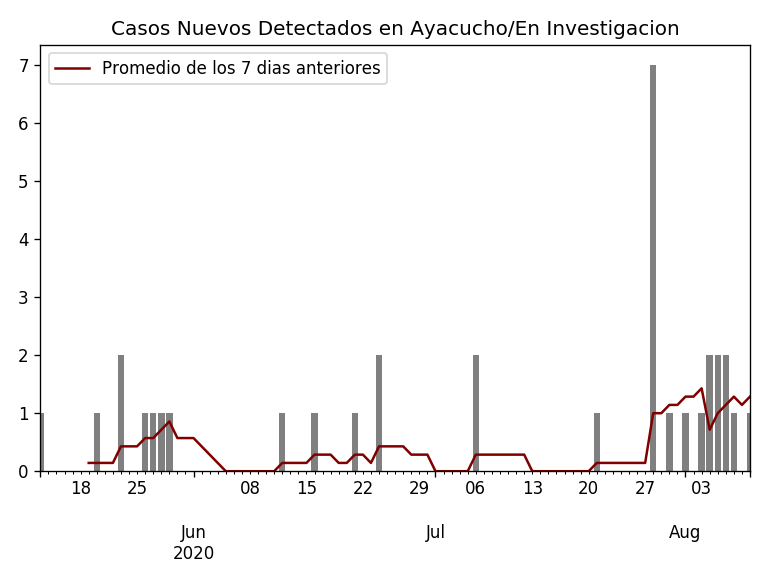 Casos Nuevos Detectados en Ayacucho/En Investigacion
Promedio de los 7 dias anteriores
7
6
5
4
3
2
1
0
18 25 08 15 22 29 06 13 20 27 03
Jun Jul Aug
2020